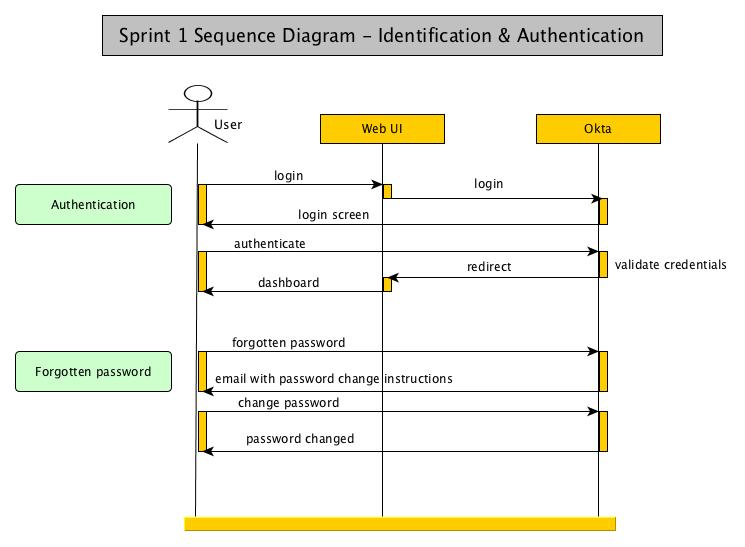 Sprint 1 Sequence Diagram – Identification & Authentication
User
Web UI
Okta
login
login
Authentication
login screen
authenticate
redirect
validate credentials
dashboard
forgotten password
Forgotten password
email with password change instructions
change password
password changed